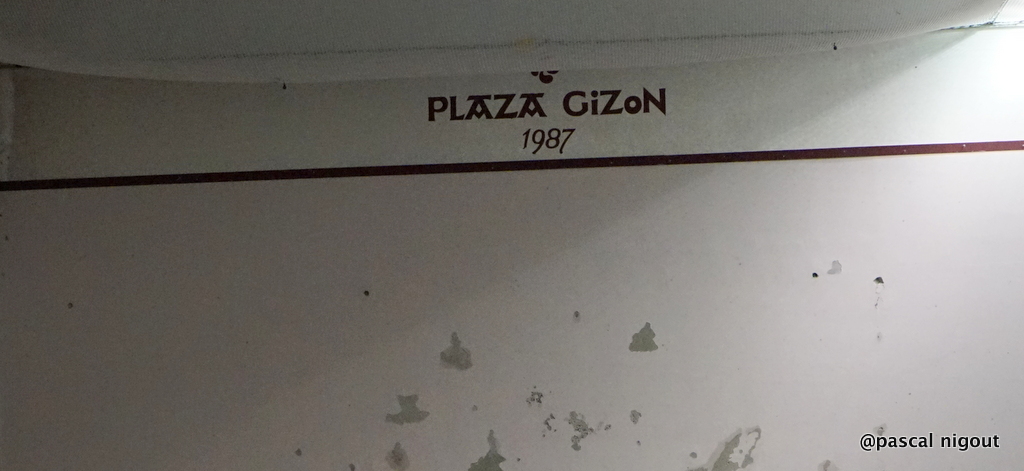 PLAZA GiZoN
1987
@pascal nigout